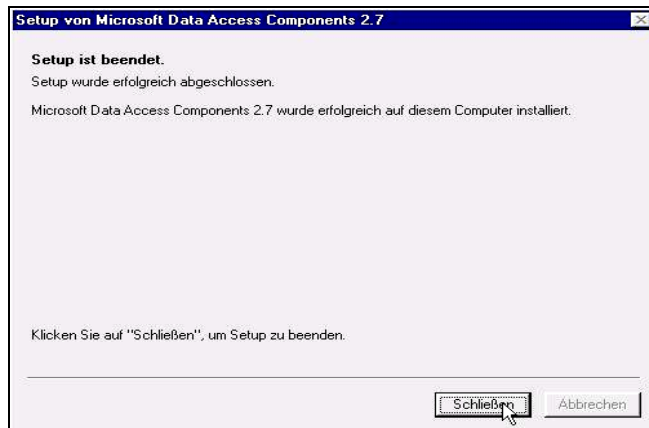 Setup von Microsoft Data Access Components 2.7
Setup ist beendet.
Setup wurde erfolgreich abgeschlossen.
Microsoft Data Access Components 2.7 wurde erfolgreich auf diesem Computer installiert.
Klicken Sie auf "Schließen", um Setup zu beenden.
Schließen
Abbrechen